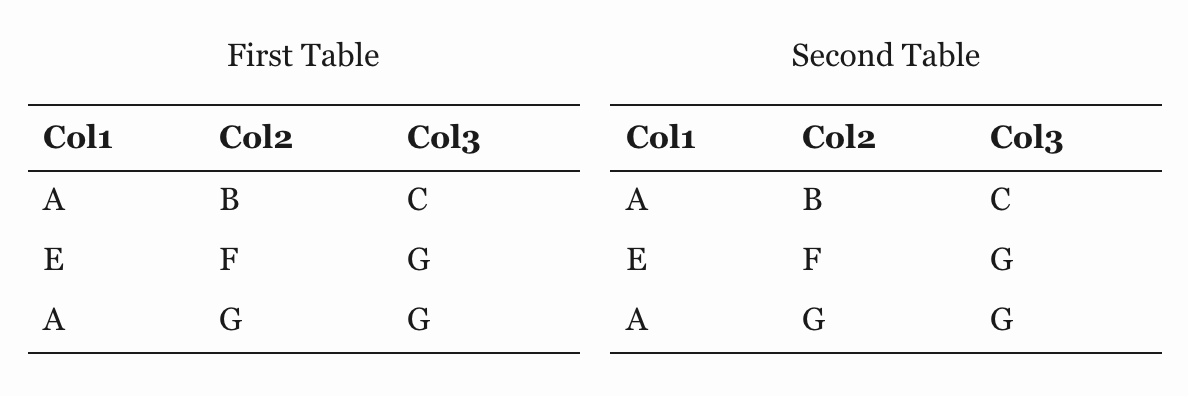 First Table
Col1 Col2 Col3
A B C
E F G
A G G
Second Table
Col1 Col2 Col3
A B C
E F G
A G G